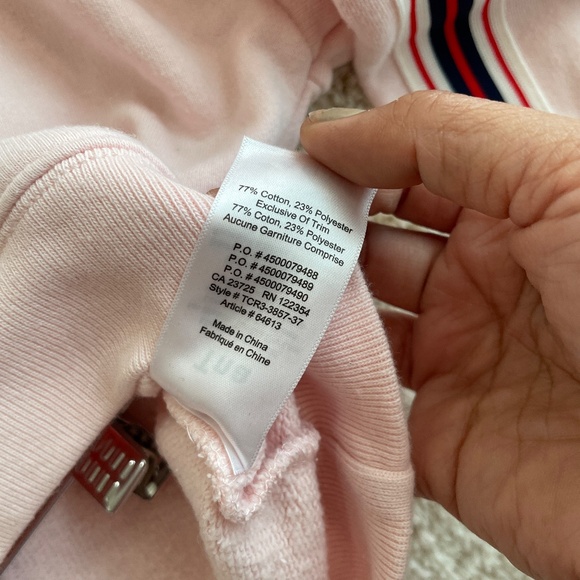 77% Cotton, 23% Polyester
Exclusive Of Trim
77% Coton, 23% Polyester
Aucune Garniture Comprise
P.O. # 4500079488
P.O. # 4500079489
P.O. # 4500079490
CA 23725 RN 122354
Style # TCR3-3857-37
Article # 64613
Made in China
Fabriqué en Chine